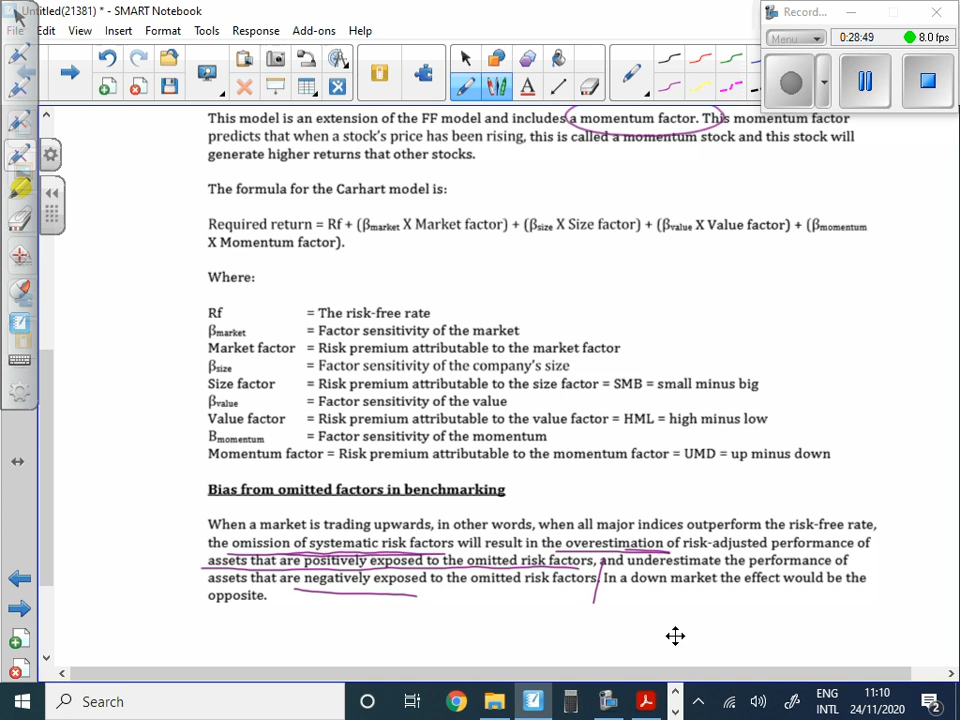 Untitled(21381) * - SMART Notebook
File Edit View Insert Format Tools Response Add-ons Help
Record...
Menu 0:28:49 8.0 fps
This model is an extension of the FF model and includes a momentum factor. This momentum factor
predicts that when a stock's price has been rising, this is called a momentum stock and this stock will
generate higher returns that other stocks.
The formula for the Carhart model is:
Required return = Rf + (βmarket X Market factor) + (βsize X Size factor) + (βvalue X Value factor) + (βmomentum
X Momentum factor).
Where:
Rf = The risk-free rate
βmarket = Factor sensitivity of the market
Market factor = Risk premium attributable to the market factor
βsize = Factor sensitivity of the company's size
Size factor = Risk premium attributable to the size factor = SMB = small minus big
βvalue = Factor sensitivity of the value
Value factor = Risk premium attributable to the value factor = HML = high minus low
Bmomentum = Factor sensitivity of the momentum
Momentum factor = Risk premium attributable to the momentum factor = UMD = up minus down
Bias from omitted factors in benchmarking
When a market is trading upwards, in other words, when all major indices outperform the risk-free rate,
the omission of systematic risk factors will result in the overestimation of risk-adjusted performance of
assets that are positively exposed to the omitted risk factors, and underestimate the performance of
assets that are negatively exposed to the omitted risk factors. In a down market the effect would be the
opposite.
Search
ENG
INTL
11:10
24/11/2020
2